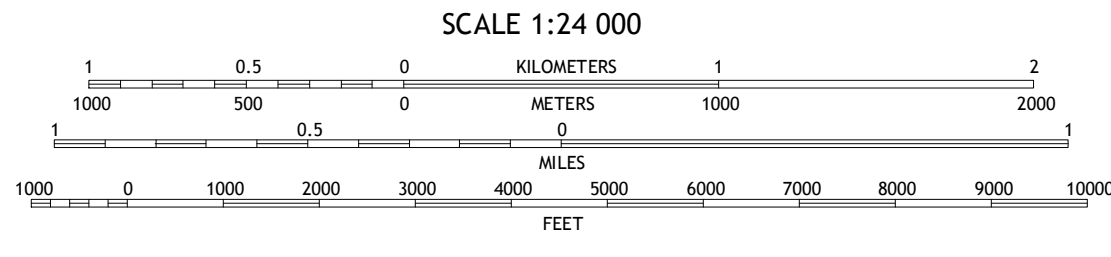 SCALE 1:24 000
1 0.5 0 KILOMETERS 1 2
1000 500 0 METERS 1000 2000
1 0.5 0 1
MILES
1000 0 1000 2000 3000 4000 5000 6000 7000 8000 9000 10000
FEET